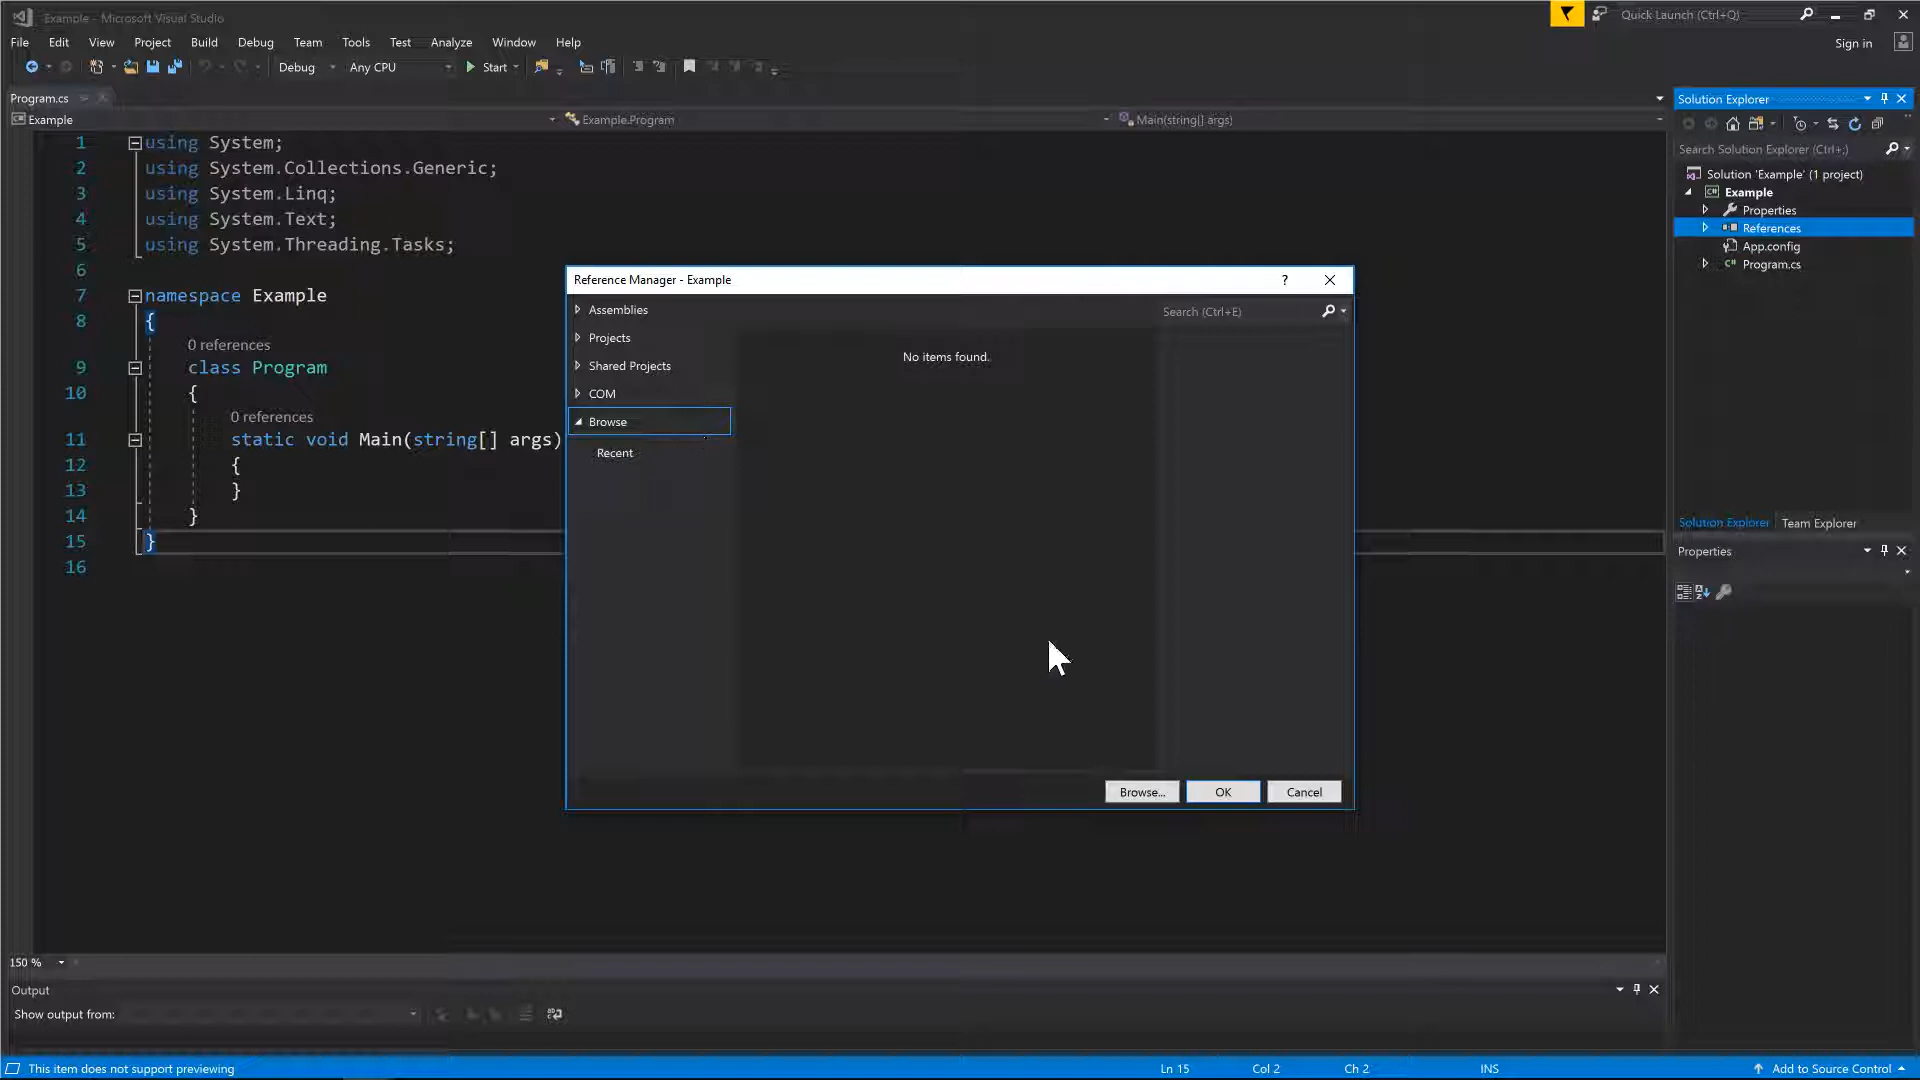 Example - Microsoft Visual Studio
Quick Launch (Ctrl+Q)
File Edit View Project Build Debug Team Tools Test Analyze Window Help
Sign in
Debug Any CPU Start
Program.cs
Example Example.Program Main(string[] args)
1 using System;
2 using System.Collections.Generic;
3 using System.Linq;
4 using System.Text;
5 using System.Threading.Tasks;
6
7 namespace Example
8 {
0 references
9 class Program
10 {
0 references
11 static void Main(string[] args)
12 {
13 }
14 }
15 }
16
Reference Manager - Example
? 
Assemblies
Projects
Shared Projects
COM
Browse
Recent
Search (Ctrl+E)
No items found.
Browse... OK Cancel
Solution Explorer
Search Solution Explorer (Ctrl+;)
Solution 'Example' (1 project)
Example
Properties
References
App.config
Program.cs
Solution Explorer Team Explorer
Properties
150 %
Output
Show output from:
This item does not support previewing
Ln 15 Col 2 Ch 2 INS
Add to Source Control